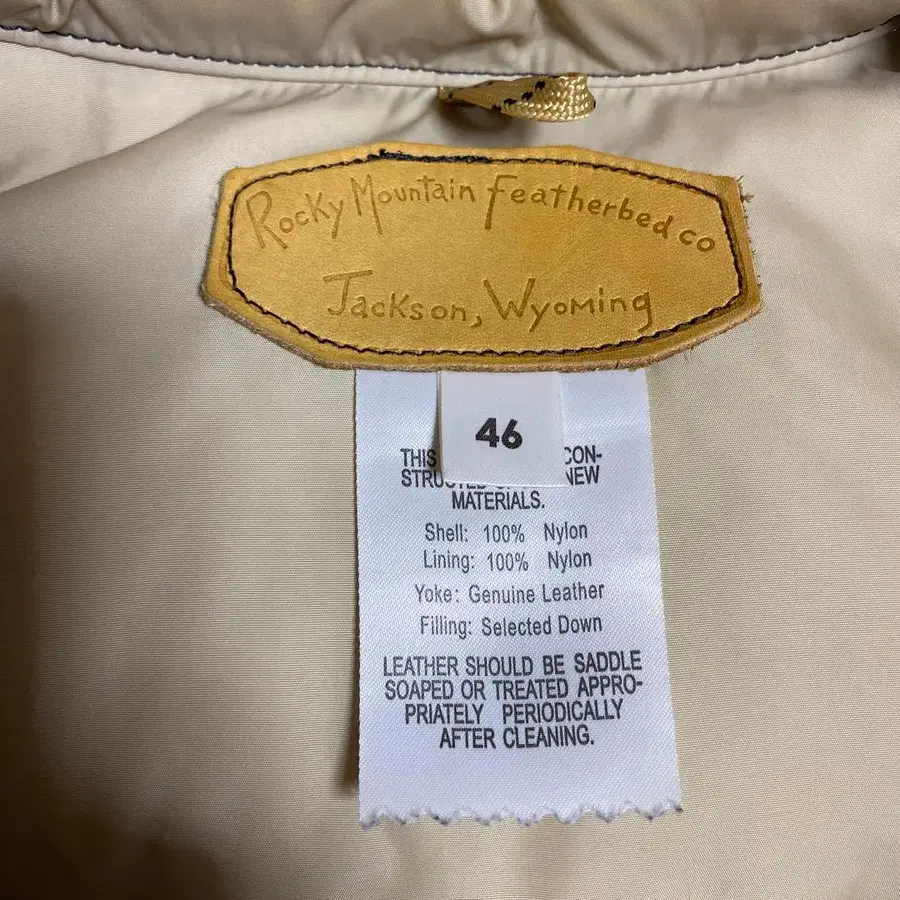 Rocky Mountain Featherbed co
Jackson, Wyoming
46
THIS CON-
NEW
MATERIALS.
Shell: 100% Nylon
Lining: 100% Nylon
Yoke: Genuine Leather
Filling: Selected Down
LEATHER SHOULD BE SADDLE
SOAPED OR TREATED APPRO-
PRIATELY PERIODICALLY
AFTER CLEANING.